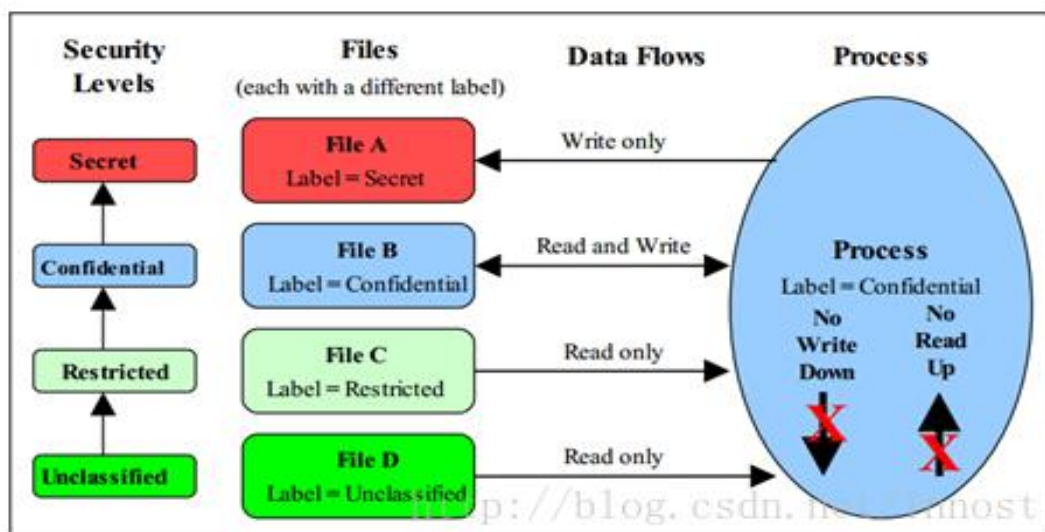 Security
Levels
Files
(each with a different label)
Data Flows
Process
Secret
Confidential
Restricted
Unclassified
File A
Label = Secret
File B
Label = Confidential
File C
Label = Restricted
File D
Label = Unclassified
Write only
Read and Write
Read only
Read only
Process
Label = Confidential
No
Write
Down
X
No
Read
Up
X
http://blog.csdn.net/